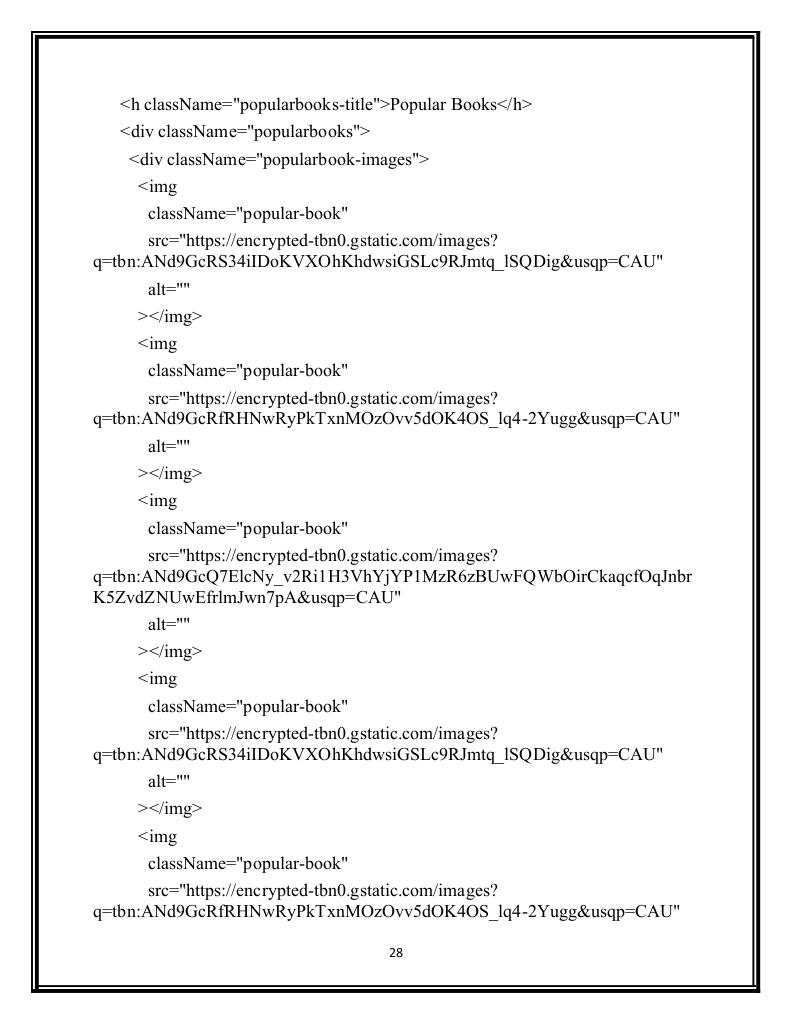 <h className="popularbooks-title">Popular Books</h>
<div className="popularbooks">
<div className="popularbook-images">
<img
className="popular-book"
src="https://encrypted-tbn0.gstatic.com/images?
q=tbn:ANd9GcRS34iIDoKVXOhKhdwsiGSLc9RJmtq_lSQDig&usqp=CAU"
alt=""
></img>
<img
className="popular-book"
src="https://encrypted-tbn0.gstatic.com/images?
q=tbn:ANd9GcRfRHNwRyPkTxnMOzOvv5dOK4OS_lq4-2Yugg&usqp=CAU"
alt=""
></img>
<img
className="popular-book"
src="https://encrypted-tbn0.gstatic.com/images?
q=tbn:ANd9GcQ7ElcNy_v2Ri1H3VhYjYP1MzR6zBUwFQWbOirCkaqcfOqJnbr
K5ZvdZNUwEfrlmJwn7pA&usqp=CAU"
alt=""
></img>
<img
className="popular-book"
src="https://encrypted-tbn0.gstatic.com/images?
q=tbn:ANd9GcRS34iIDoKVXOhKhdwsiGSLc9RJmtq_lSQDig&usqp=CAU"
alt=""
></img>
<img
className="popular-book"
src="https://encrypted-tbn0.gstatic.com/images?
q=tbn:ANd9GcRfRHNwRyPkTxnMOzOvv5dOK4OS_lq4-2Yugg&usqp=CAU"
28